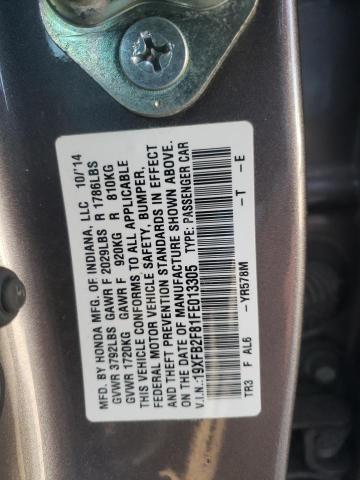 MFD. BY HONDA MFG. OF INDIANA, LLC 10/14
GVWR 3792LBS GAWR F 2029LBS R 1786LBS
GVWR 1720KG GAWR F 920KG R 810KG
THIS VEHICLE CONFORMS TO ALL APPLICABLE
FEDERAL MOTOR VEHICLE SAFETY, BUMPER,
AND THEFT PREVENTION STANDARDS IN EFFECT
ON THE DATE OF MANUFACTURE SHOWN ABOVE.
V.I.N.:19XFB2F81FE013305 TYPE: PASSENGER CAR
TR3 F AL6 -YR578M -T -E